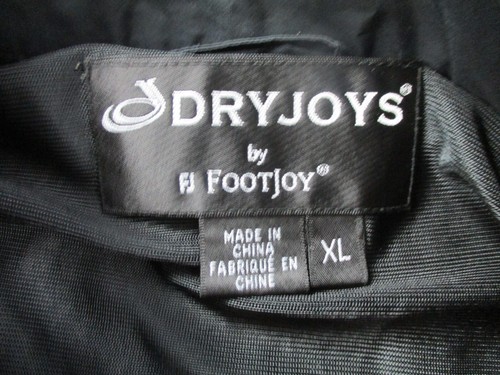 DRYJOYS®
by
FJ FOOTJOY®
MADE IN
CHINA
FABRIQUÉ EN
CHINE
XL